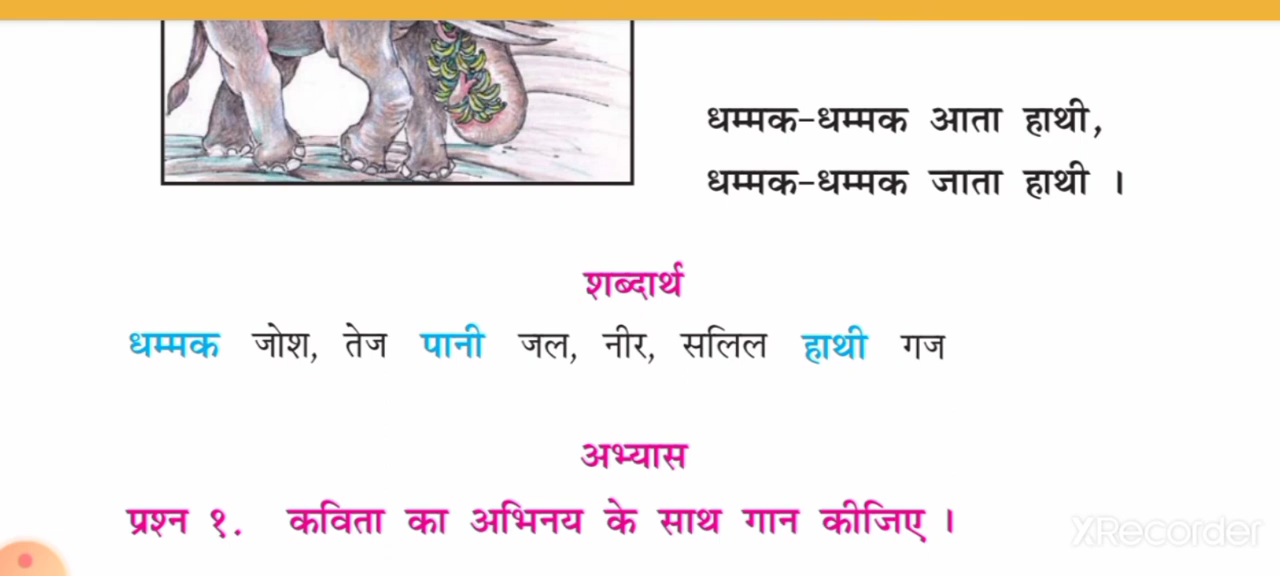 धम्मक-धम्मक आता हाथी,
धम्मक-धम्मक जाता हाथी ।
शब्दार्थ
धम्मक जोश, तेज पानी जल, नीर, सलिल हाथी गज
अभ्यास
प्रश्न १. कविता का अभिनय के साथ गान कीजिए ।
XRecorder